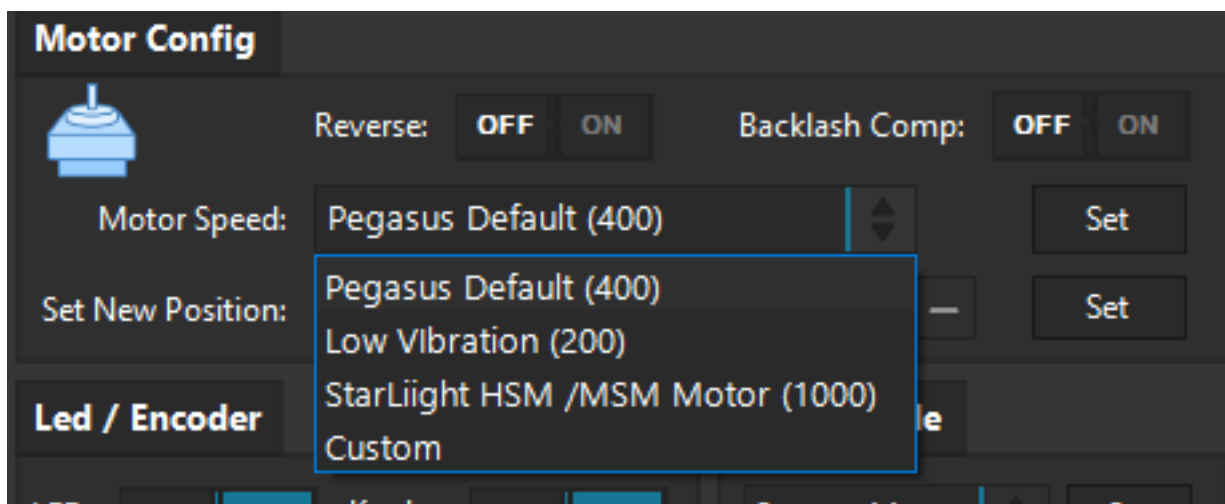 Motor Config
Reverse: OFF ON Backlash Comp: OFF ON
Motor Speed: Pegasus Default (400) Set
Pegasus Default (400)
Set New Position: Set
Low VIbration (200)
StarLiight HSM /MSM Motor (1000)
Led / Encoder
Custom